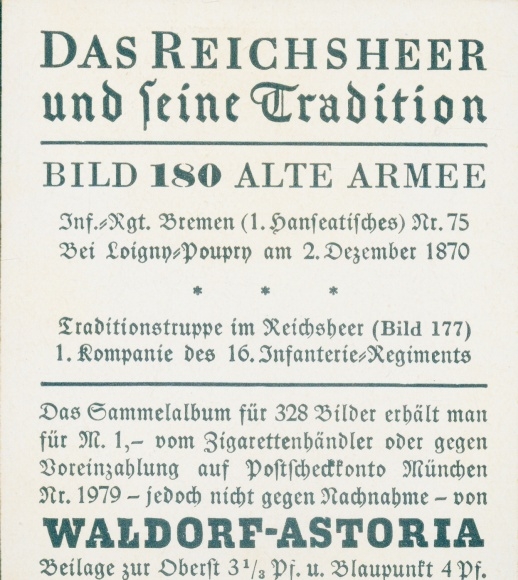 DAS REICHSHEER
und seine Tradition
BILD 180 ALTE ARMEE
Inf.-Rgt. Bremen (1. Hanseatisches) Nr. 75
Bei Loigny-Poupry am 2. Dezember 1870
* * *
Traditionstruppe im Reichsheer (Bild 177)
1. Kompanie des 16. Infanterie-Regiments
Das Sammelalbum für 328 Bilder erhält man
für M. 1,– vom Zigarettenhändler oder gegen
Voreinzahlung auf Postscheckkonto München
Nr. 1979 – jedoch nicht gegen Nachnahme – von
WALDORF-ASTORIA
Beilage zur Oberst 3 1/3 Pf. u. Blaupunkt 4 Pf.